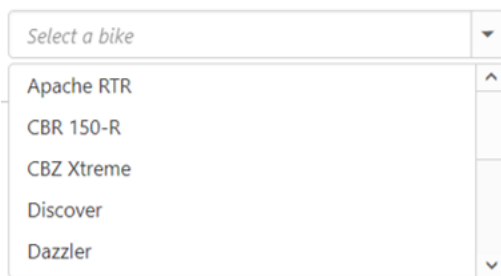 Select a bike
Apache RTR
CBR 150-R
CBZ Xtreme
Discover
Dazzler